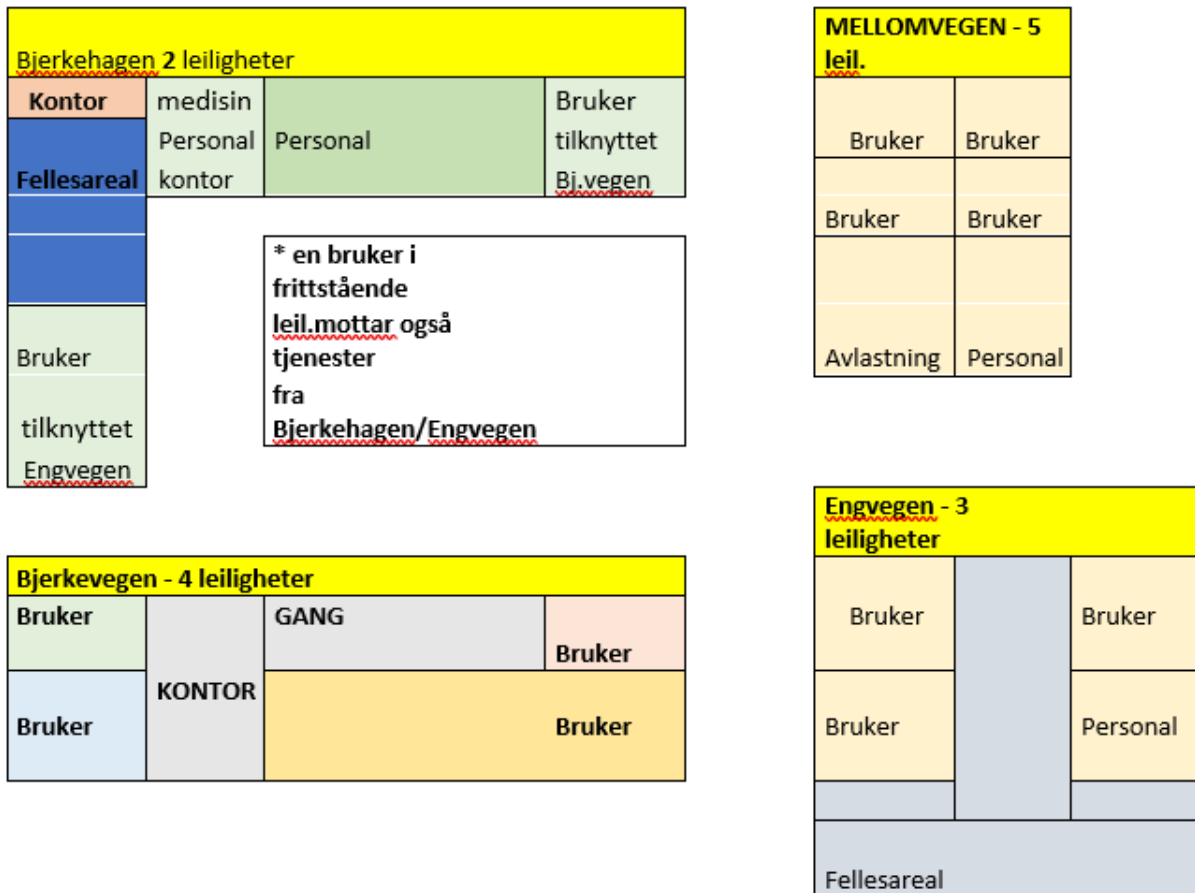 Bjerkehagen 2 leiligheter
Kontor
Fellesareal
medisin
Personal
kontor
Personal
Bruker
tilknyttet
Bj.vegen
* en bruker i
frittstående
leil.mottar også
tjenester
fra
Bjerkehagen/Engvegen
Bruker
tilknyttet
Engvegen
MELLOMVEGEN - 5
leil.
Bruker Bruker
Bruker Bruker
Avlastning Personal
Bjerkevegen - 4 leiligheter
Bruker
KONTOR
GANG
Bruker
Bruker
Bruker
Engvegen - 3
leiligheter
Bruker Bruker
Bruker Personal
Fellesareal